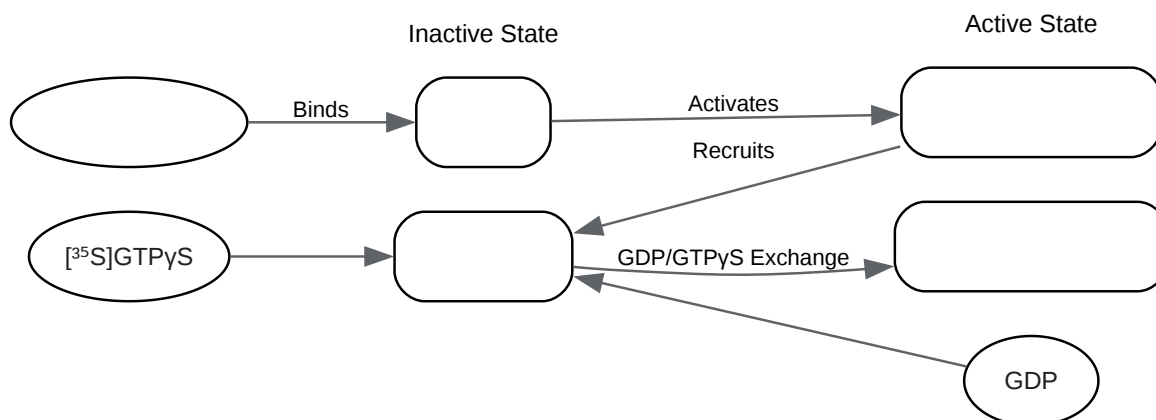 Inactive State
Active State
Binds
Activates
Recruits
[³⁵S]GTPγS
GDP/GTPγS Exchange
GDP